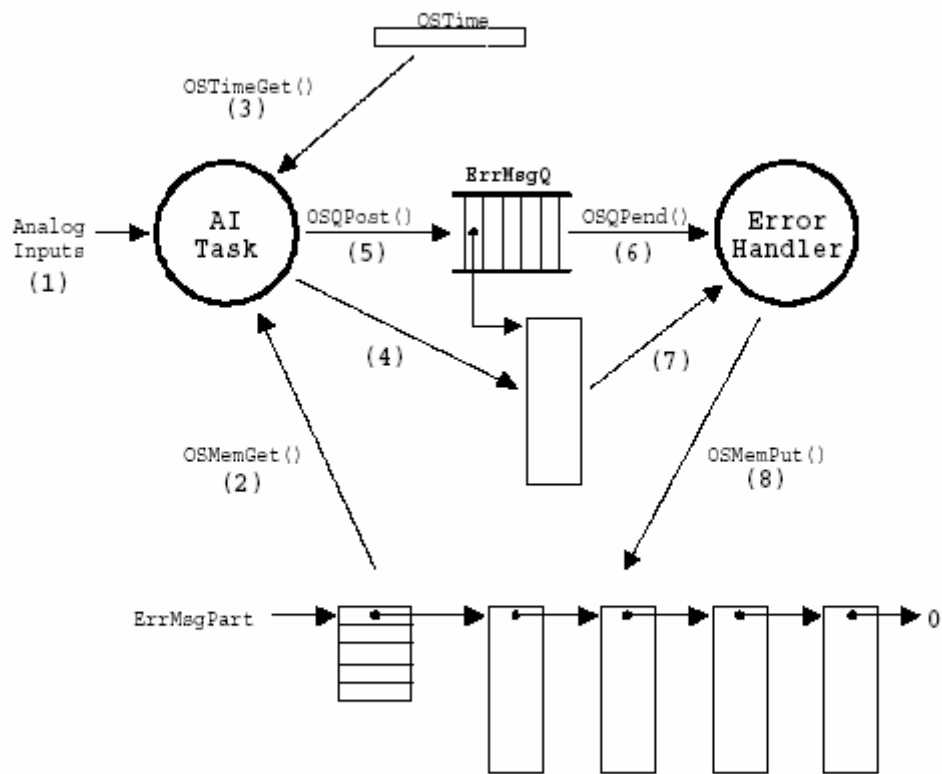 OSTime
OSTimeGet()
(3)
ErrMsgQ
Analog
Inputs
(1)
AI
Task
OSQPost()
(5)
OSQPend()
(6)
Error
Handler
(4)
(7)
OSMemGet()
(2)
OSMemPut()
(8)
ErrMsgPart
0